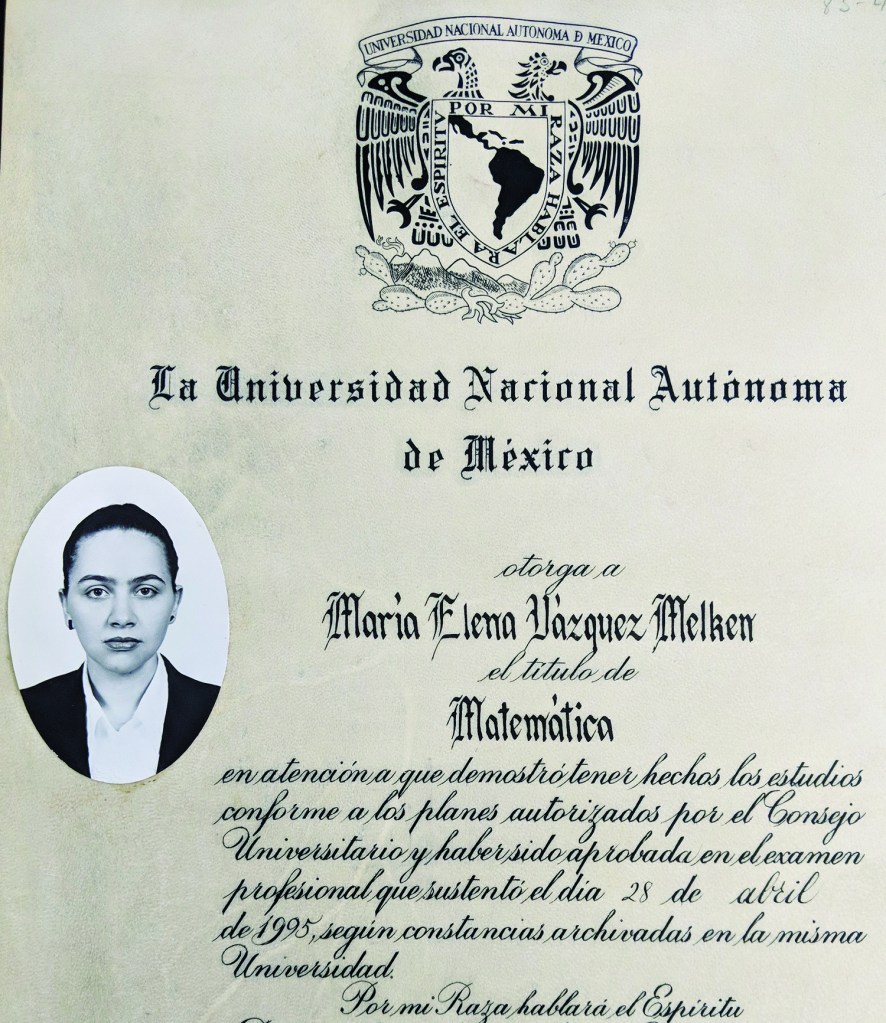 UNIVERSIDAD NACIONAL AUTONOMA D MEXICO
POR MI RAZA HABLARA EL ESPIRITV
La Universidad Nacional Autónoma
de México
otorga a
María Elena Vázquez Melken
el título de
Matemática
en atención a que demostró tener hechos los estudios
conforme a los planes autorizados por el Consejo
Universitario y haber sido aprobada en el examen
profesional que sustentó el día 28 de abril
de 1995, según constancias archivadas en la misma
Universidad.
Por mi Raza hablará el Espíritu